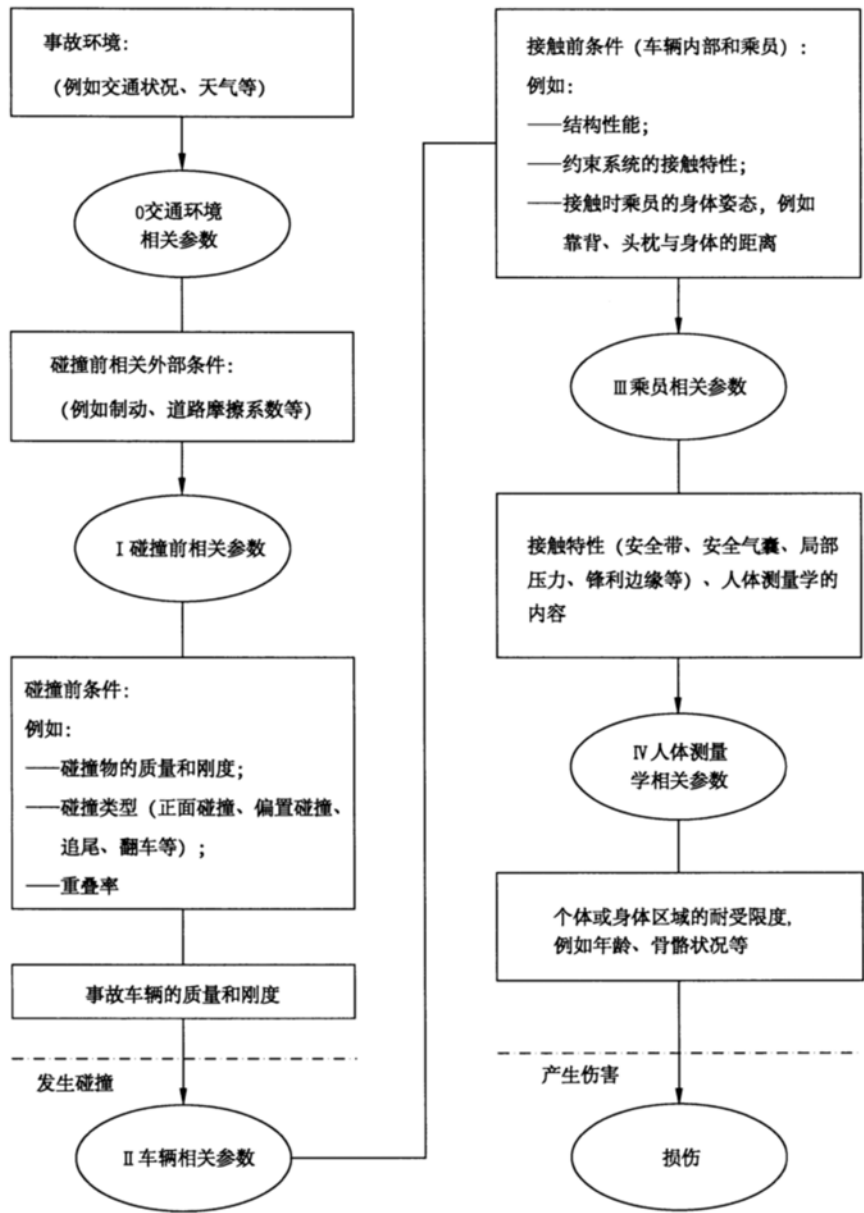 事故环境:
(例如交通状况、天气等)
0交通环境
相关参数
碰撞前相关外部条件:
(例如制动、道路摩擦系数等)
Ⅰ碰撞前相关参数
碰撞前条件:
例如:
——碰撞物的质量和刚度;
——碰撞类型(正面碰撞、偏置碰撞、
追尾、翻车等);
——重叠率
事故车辆的质量和刚度
发生碰撞
Ⅱ车辆相关参数
接触前条件(车辆内部和乘员):
例如:
——结构性能;
——约束系统的接触特性;
——接触时乘员的身体姿态,例如
靠背、头枕与身体的距离
Ⅲ乘员相关参数
接触特性(安全带、安全气囊、局部
压力、锋利边缘等)、人体测量学的
内容
Ⅳ人体测量
学相关参数
个体或身体区域的耐受限度,
例如年龄、骨骼状况等
产生伤害
损伤